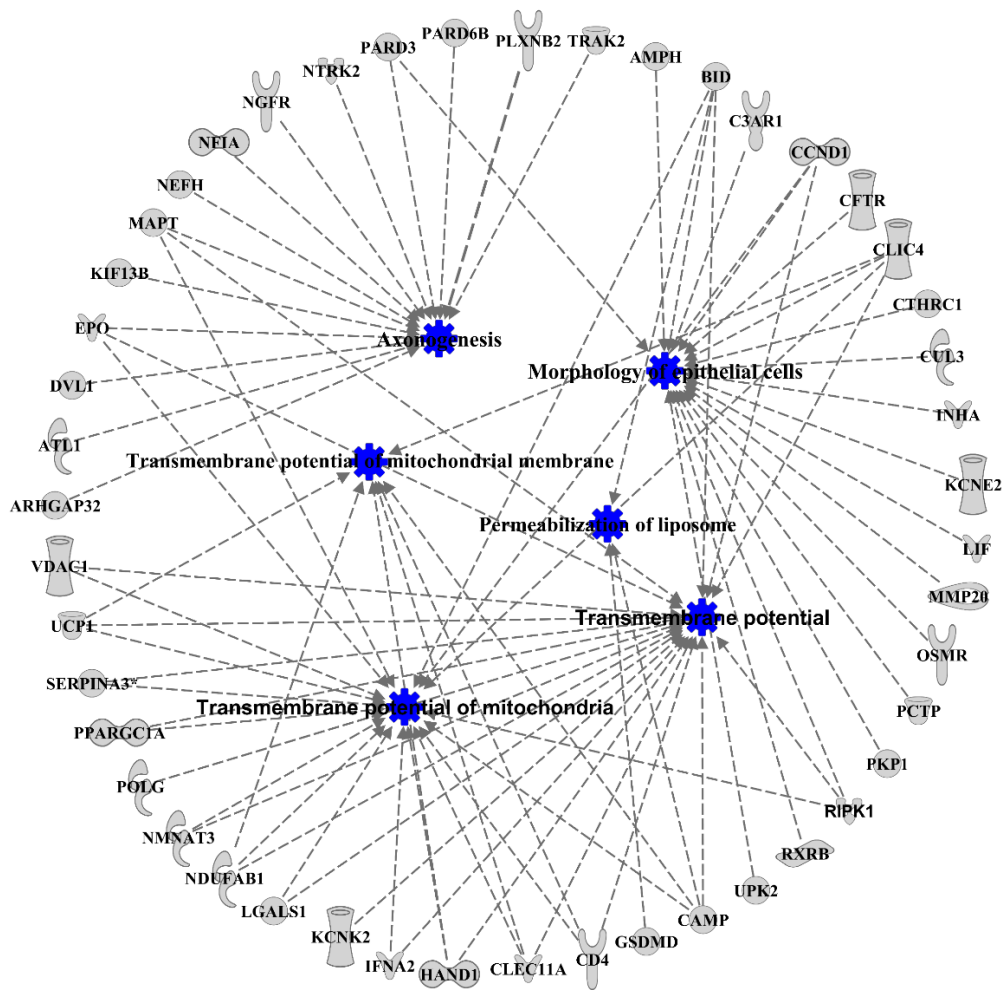 PARD6B
PLXNB2
TRAK2
PARD3
AMPH
NTRK2
BID
NGFR
C3AR1
NFIA
CCND1
NEFH
CFTR
MAPT
CLIC4
KIF13B
CTHRC1
EPO
Axonogenesis
CUL3
Morphology of epithelial cells
DVL1
INHA
ATL1
Transmembrane potential of mitochondrial membrane
KCNE2
ARHGAP32
Permeabilization of liposome
LIF
VDAC1
MMP20
UCP1
Transmembrane potential
OSMR
SERPINA3*
Transmembrane potential of mitochondria
PCTP
PPARGC1A
PKP1
POLG
RIPK1
NMNAT3
RXRB
NDUFAB1
UPK2
LGALS1
CAMP
KCNK2
GSDMD
IFNA2
HAND1
CLEC11A
CD4